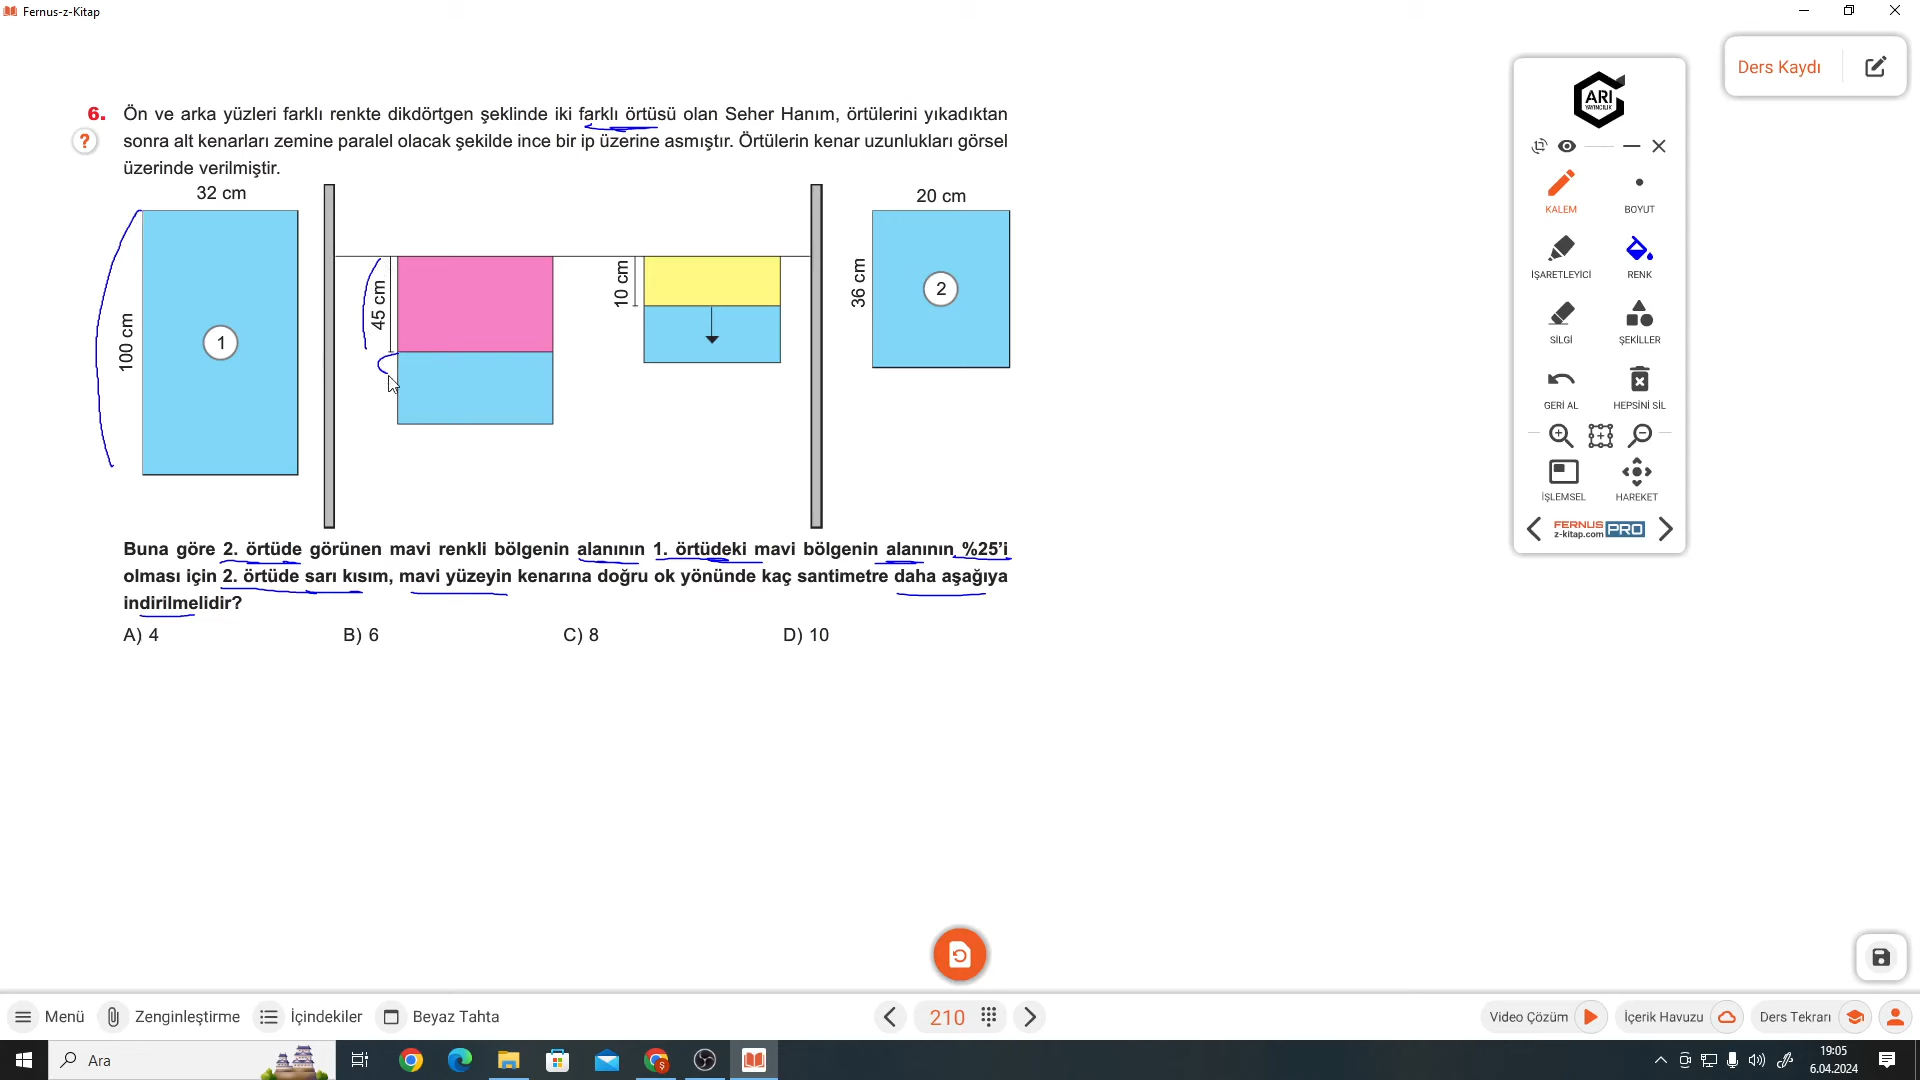 Fernus-z-Kitap
Ders Kaydı
6. Ön ve arka yüzleri farklı renkte dikdörtgen şeklinde iki farklı örtüsü olan Seher Hanım, örtülerini yıkadıktan
? sonra alt kenarları zemine paralel olacak şekilde ince bir ip üzerine asmıştır. Örtülerin kenar uzunlukları görsel
üzerinde verilmiştir.
32 cm
20 cm
100 cm
1
45 cm
10 cm
36 cm
2
Buna göre 2. örtüde görünen mavi renkli bölgenin alanının 1. örtüdeki mavi bölgenin alanının %25’i
olması için 2. örtüde sarı kısım, mavi yüzeyin kenarına doğru ok yönünde kaç santimetre daha aşağıya
indirilmelidir?
A) 4 B) 6 C) 8 D) 10
ARI
YAYINCILIK
KALEM BOYUT
İŞARETLEYİCİ RENK
SİLGİ ŞEKİLLER
GERİ AL HEPSİNİ SİL
İŞLEMSEL HAREKET
FERNUS
z-kitap.com PRO
Menü Zenginleştirme İçindekiler Beyaz Tahta 210 Video Çözüm İçerik Havuzu Ders Tekrarı
Ara
19:05
6.04.2024